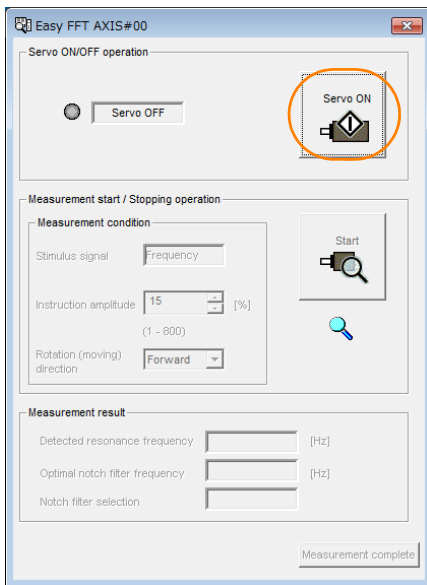 Easy FFT AXIS#00
Servo ON/OFF operation
Servo OFF
Servo ON
Measurement start / Stopping operation
Measurement condition
Stimulus signal Frequency
Start
Instruction amplitude 15 [%]
(1 - 800)
Rotation (moving) direction Forward
Measurement result
Detected resonance frequency [Hz]
Optimal notch filter frequency [Hz]
Notch filter selection
Measurement complete